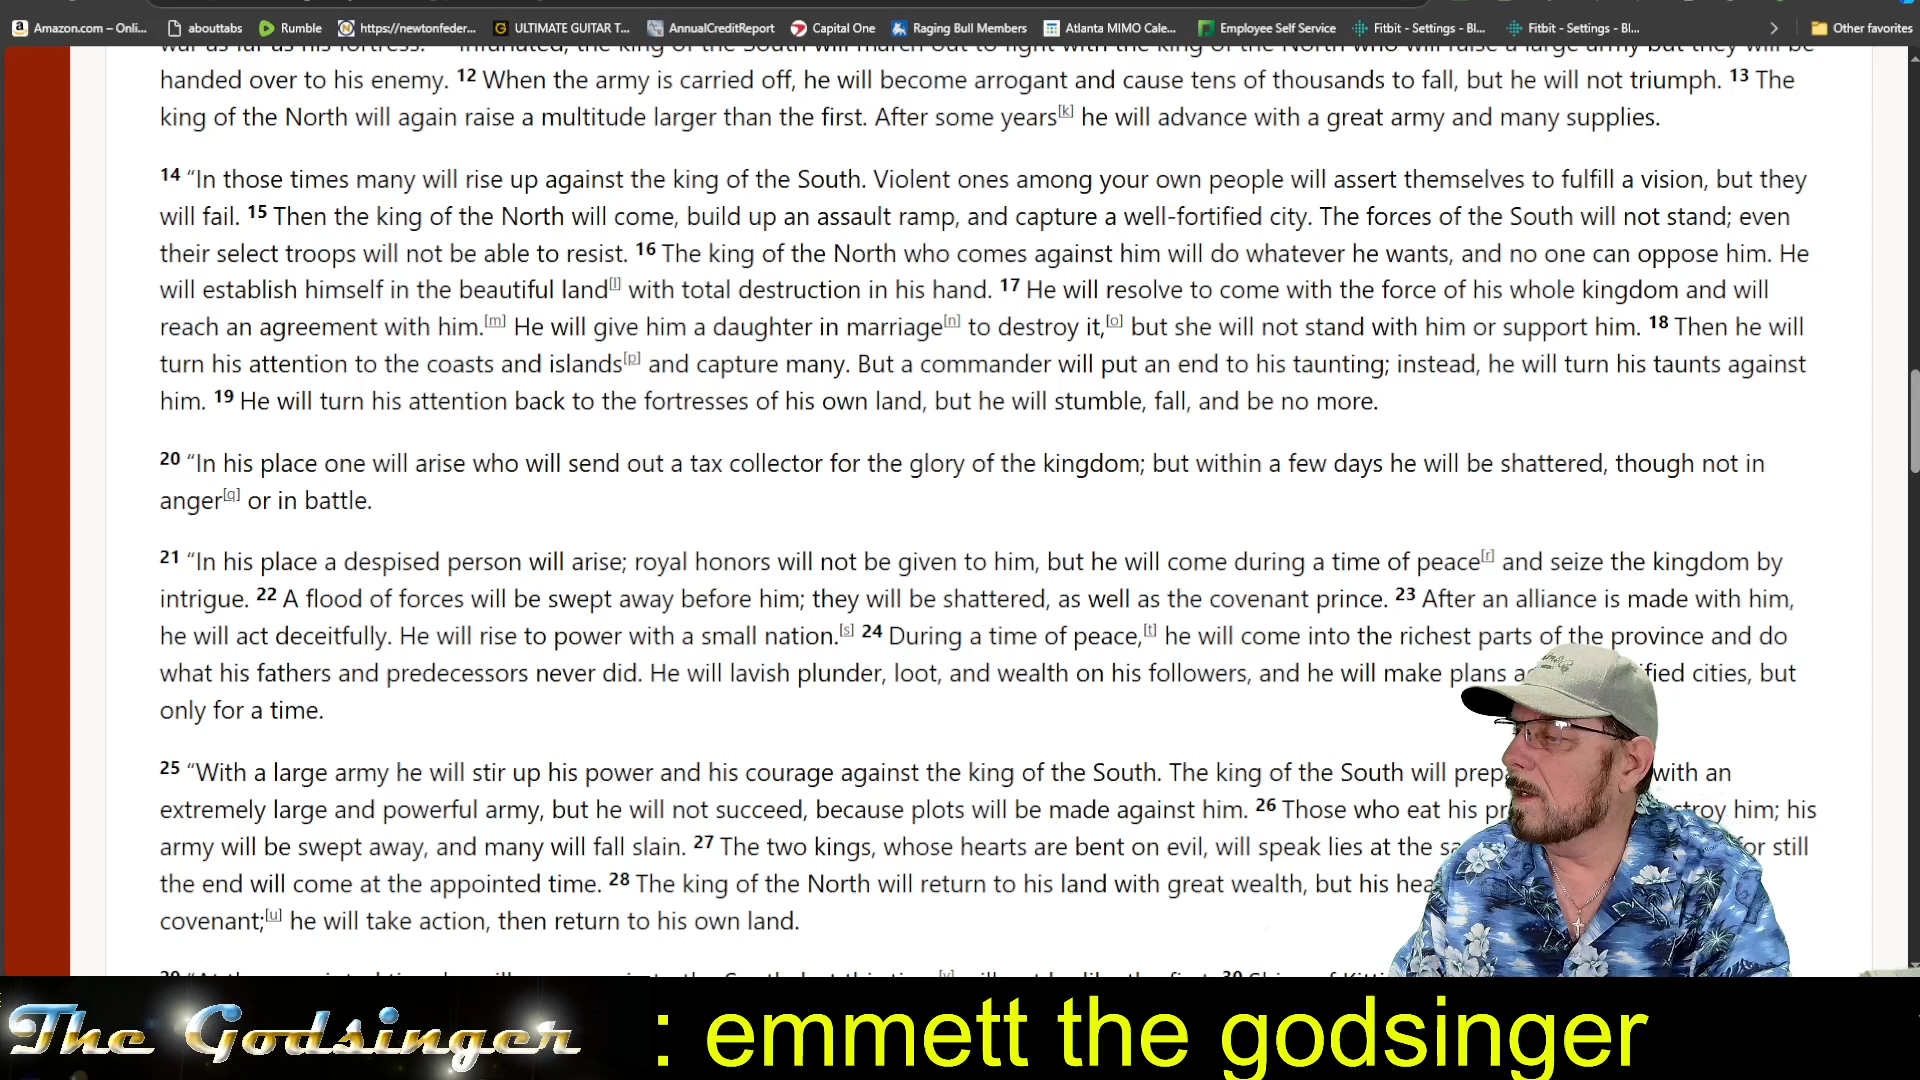 Amazon.com – Onli... abouttabs Rumble https://newtonfeder... ULTIMATE GUITAR T... AnnualCreditReport Capital One Raging Bull Members Atlanta MIMO Cale... Employee Self Service Fitbit - Settings - Bl... Fitbit - Settings - Bl... Other favorites
handed over to his enemy. 12 When the army is carried off, he will become arrogant and cause tens of thousands to fall, but he will not triumph. 13 The
king of the North will again raise a multitude larger than the first. After some years[k] he will advance with a great army and many supplies.
14 “In those times many will rise up against the king of the South. Violent ones among your own people will assert themselves to fulfill a vision, but they
will fail. 15 Then the king of the North will come, build up an assault ramp, and capture a well-fortified city. The forces of the South will not stand; even
their select troops will not be able to resist. 16 The king of the North who comes against him will do whatever he wants, and no one can oppose him. He
will establish himself in the beautiful land[l] with total destruction in his hand. 17 He will resolve to come with the force of his whole kingdom and will
reach an agreement with him.[m] He will give him a daughter in marriage[n] to destroy it,[o] but she will not stand with him or support him. 18 Then he will
turn his attention to the coasts and islands[p] and capture many. But a commander will put an end to his taunting; instead, he will turn his taunts against
him. 19 He will turn his attention back to the fortresses of his own land, but he will stumble, fall, and be no more.
20 “In his place one will arise who will send out a tax collector for the glory of the kingdom; but within a few days he will be shattered, though not in
anger[q] or in battle.
21 “In his place a despised person will arise; royal honors will not be given to him, but he will come during a time of peace[r] and seize the kingdom by
intrigue. 22 A flood of forces will be swept away before him; they will be shattered, as well as the covenant prince. 23 After an alliance is made with him,
he will act deceitfully. He will rise to power with a small nation.[s] 24 During a time of peace,[t] he will come into the richest parts of the province and do
what his fathers and predecessors never did. He will lavish plunder, loot, and wealth on his followers, and he will make plans cities, but
only for a time.
25 “With a large army he will stir up his power and his courage against the king of the South. The king of the South will with an
extremely large and powerful army, but he will not succeed, because plots will be made against him. 26 Those who eat his him; his
army will be swept away, and many will fall slain. 27 The two kings, whose hearts are bent on evil, will speak lies at the for still
the end will come at the appointed time. 28 The king of the North will return to his land with great wealth, but his
covenant;[u] he will take action, then return to his own land.
The Godsinger : emmett the godsinger